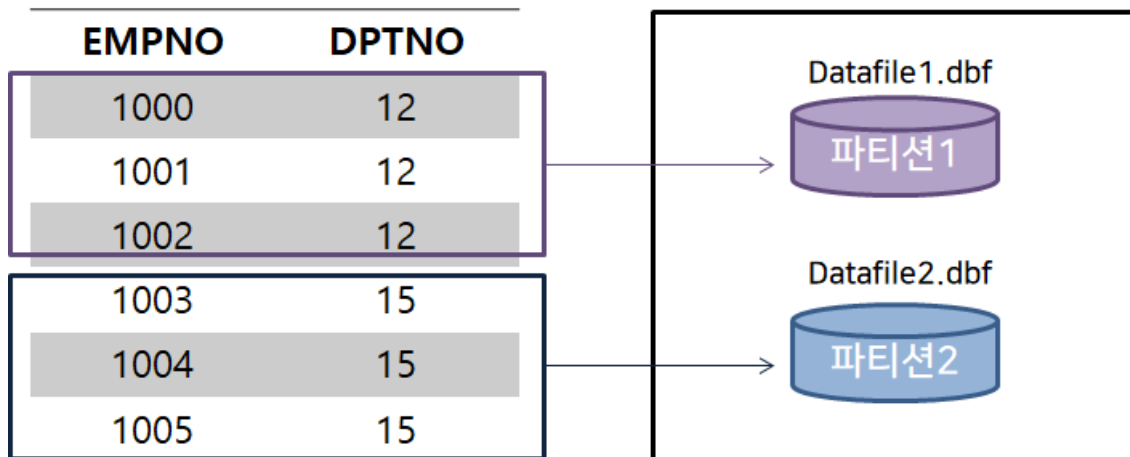 EMPNO DPTNO
1000 12
1001 12
1002 12
1003 15
1004 15
1005 15
Datafile1.dbf
파티션1
Datafile2.dbf
파티션2